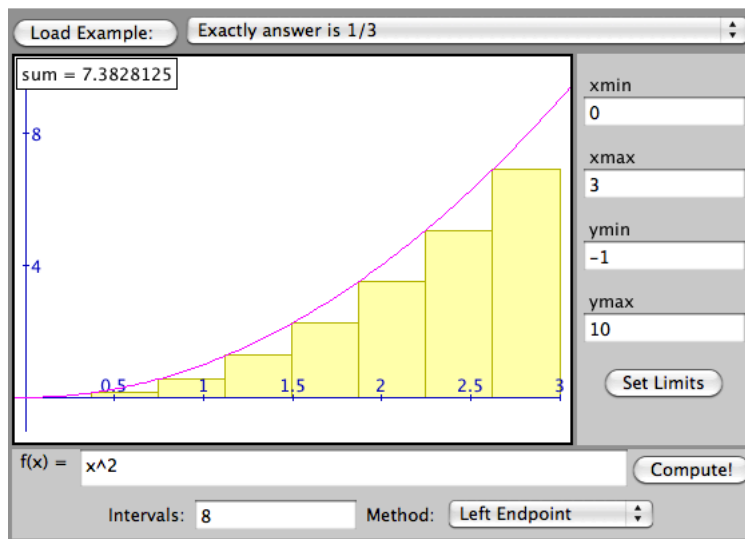 Load Example: Exactly answer is 1/3
sum = 7.3828125
8
4
0.5 1 1.5 2 2.5 3
xmin
0
xmax
3
ymin
-1
ymax
10
Set Limits
f(x) = x^2
Compute!
Intervals: 8 Method: Left Endpoint